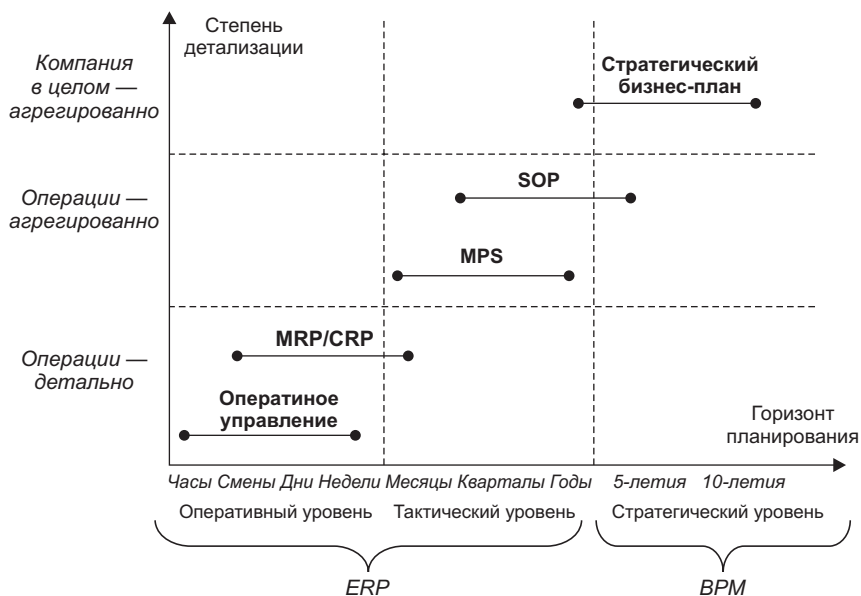 Степень
детализации
Компания
в целом —
агрегированно
Стратегический
бизнес-план
Операции —
агрегированно
SOP
MPS
Операции —
детально
MRP/CRP
Оператиное
управление
Горизонт
планирования
Часы Смены Дни Недели Месяцы Кварталы Годы 5-летия 10-летия
Оперативный уровень Тактический уровень Стратегический уровень
ERP BPM